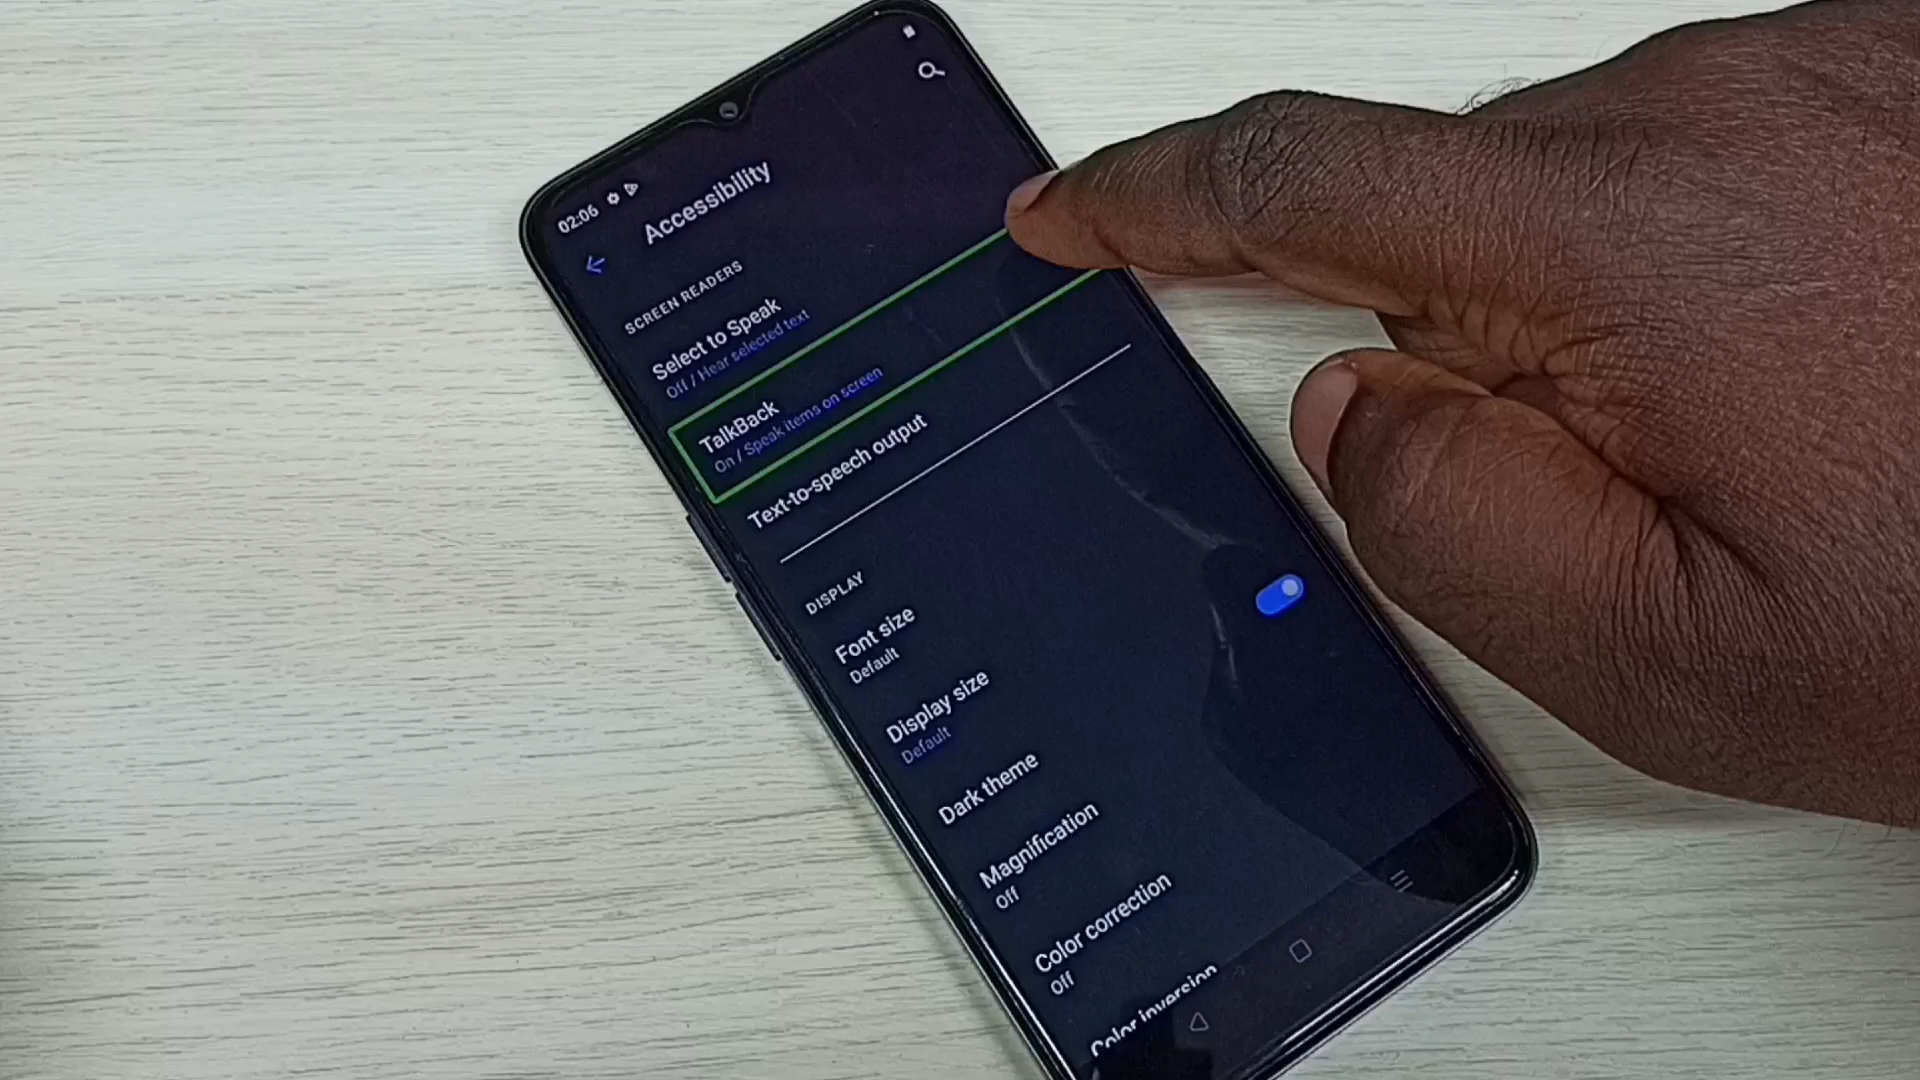 02:06
Accessibility
SCREEN READERS
Select to Speak
Off / Hear selected text
TalkBack
On / Speak items on screen
Text-to-speech output
DISPLAY
Font size
Default
Display size
Default
Dark theme
Magnification
Off
Color correction
Off
Color inversion